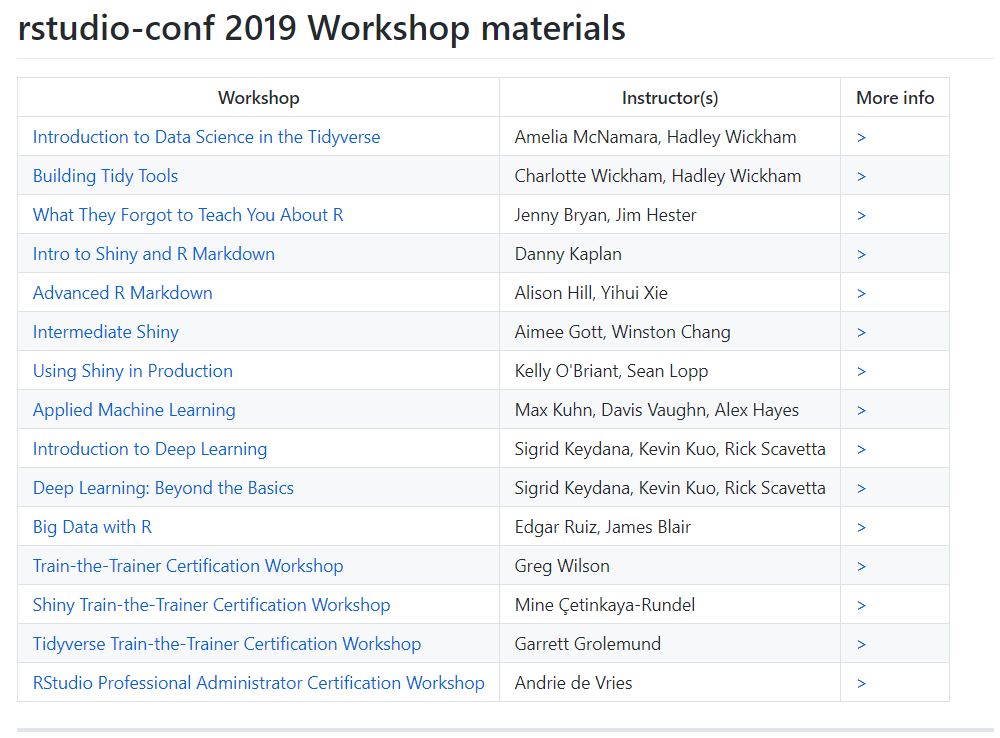 rstudio-conf 2019 Workshop materials
Workshop Instructor(s) More info
Introduction to Data Science in the Tidyverse Amelia McNamara, Hadley Wickham >
Building Tidy Tools Charlotte Wickham, Hadley Wickham >
What They Forgot to Teach You About R Jenny Bryan, Jim Hester >
Intro to Shiny and R Markdown Danny Kaplan >
Advanced R Markdown Alison Hill, Yihui Xie >
Intermediate Shiny Aimee Gott, Winston Chang >
Using Shiny in Production Kelly O'Briant, Sean Lopp >
Applied Machine Learning Max Kuhn, Davis Vaughn, Alex Hayes >
Introduction to Deep Learning Sigrid Keydana, Kevin Kuo, Rick Scavetta >
Deep Learning: Beyond the Basics Sigrid Keydana, Kevin Kuo, Rick Scavetta >
Big Data with R Edgar Ruiz, James Blair >
Train-the-Trainer Certification Workshop Greg Wilson >
Shiny Train-the-Trainer Certification Workshop Mine Çetinkaya-Rundel >
Tidyverse Train-the-Trainer Certification Workshop Garrett Grolemund >
RStudio Professional Administrator Certification Workshop Andrie de Vries >